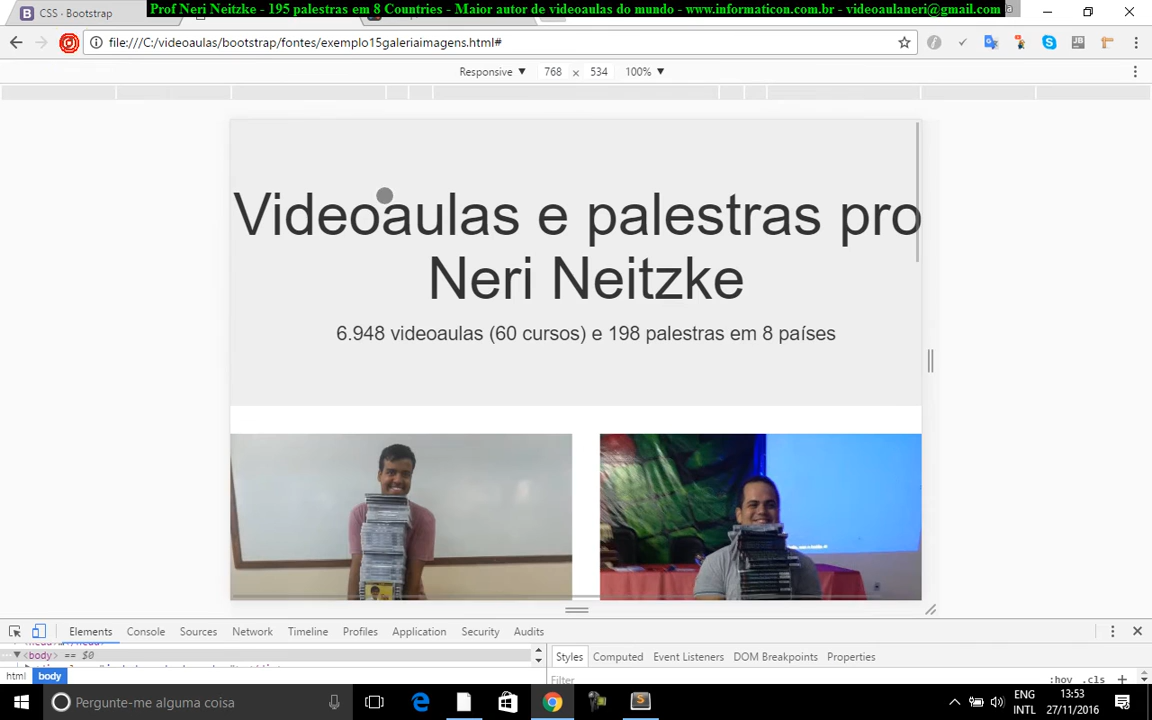 CSS · Bootstrap
Prof Neri Neitzke - 195 palestras em 8 Countries - Maior autor de videoaulas do mundo - www.informaticon.com.br - videoaulaneri@gmail.com
file:///C:/videoaulas/bootstrap/fontes/exemplo15galeriaimagens.html#
Responsive ▼ 768 x 534 100% ▼
Videoaulas e palestras pro
Neri Neitzke
6.948 videoaulas (60 cursos) e 198 palestras em 8 países
Elements Console Sources Network Timeline Profiles Application Security Audits
<body> == $0
Styles Computed Event Listeners DOM Breakpoints Properties
html body
Filter :hov .cls +
Pergunte-me alguma coisa
ENG 13:53
INTL 27/11/2016